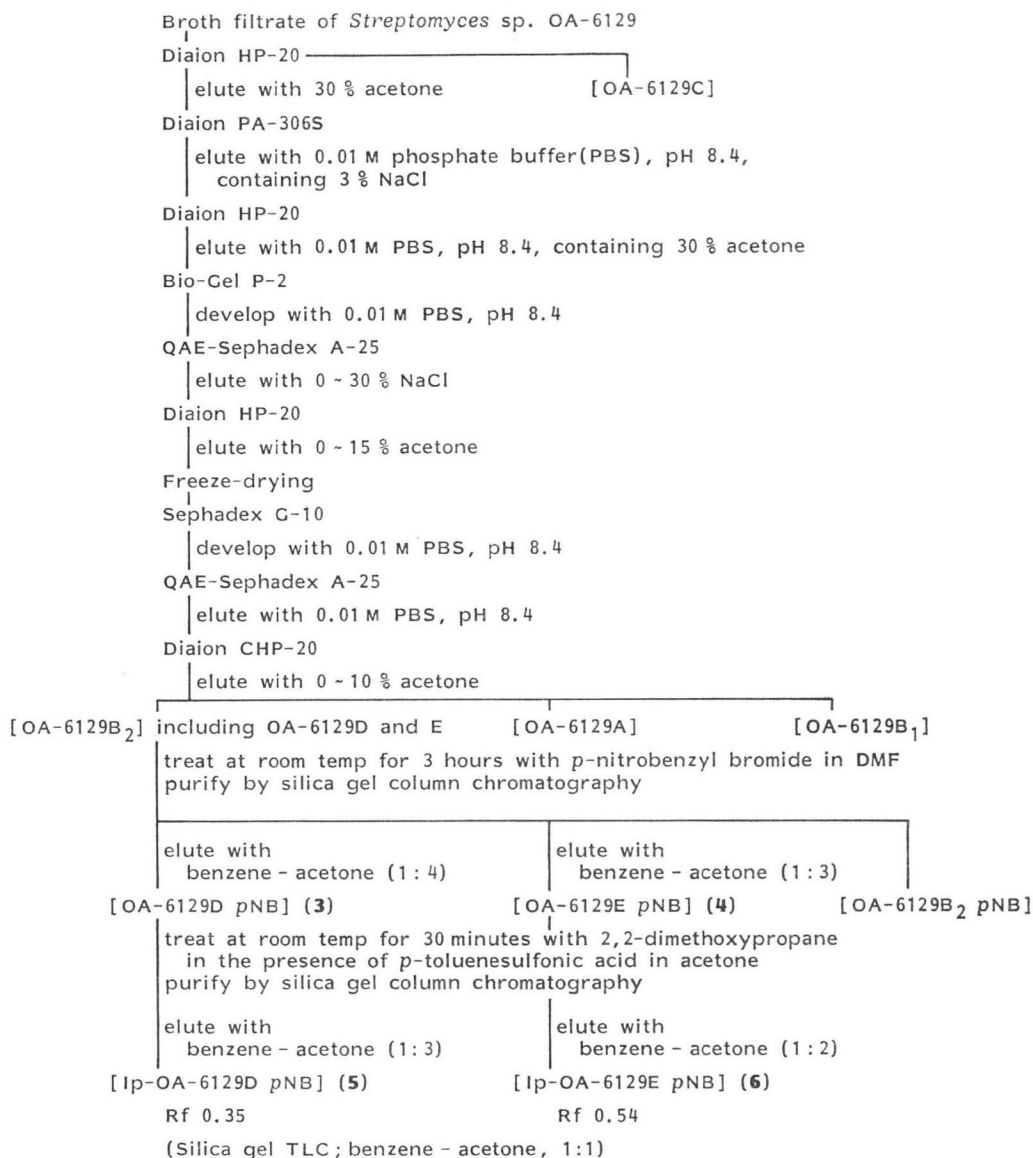 Broth filtrate of Streptomyces sp. OA-6129
Diaion HP-20
elute with 30 % acetone [OA-6129C]
Diaion PA-306S
elute with 0.01 M phosphate buffer(PBS), pH 8.4,
containing 3 % NaCl
Diaion HP-20
elute with 0.01 M PBS, pH 8.4, containing 30 % acetone
Bio-Gel P-2
develop with 0.01 M PBS, pH 8.4
QAE-Sephadex A-25
elute with 0 ~ 30 % NaCl
Diaion HP-20
elute with 0 ~ 15 % acetone
Freeze-drying
Sephadex G-10
develop with 0.01 M PBS, pH 8.4
QAE-Sephadex A-25
elute with 0.01 M PBS, pH 8.4
Diaion CHP-20
elute with 0 ~ 10 % acetone
[OA-6129B₂] including OA-6129D and E [OA-6129A] [OA-6129B₁]
treat at room temp for 3 hours with p-nitrobenzyl bromide in DMF
purify by silica gel column chromatography
elute with elute with
benzene - acetone (1 : 4) benzene - acetone (1 : 3)
[OA-6129D pNB] (3) [OA-6129E pNB] (4) [OA-6129B₂ pNB]
treat at room temp for 30 minutes with 2,2-dimethoxypropane
in the presence of p-toluenesulfonic acid in acetone
purify by silica gel column chromatography
elute with elute with
benzene - acetone (1 : 3) benzene - acetone (1 : 2)
[Ip-OA-6129D pNB] (5) [Ip-OA-6129E pNB] (6)
Rf 0.35 Rf 0.54
(Silica gel TLC ; benzene - acetone, 1:1)